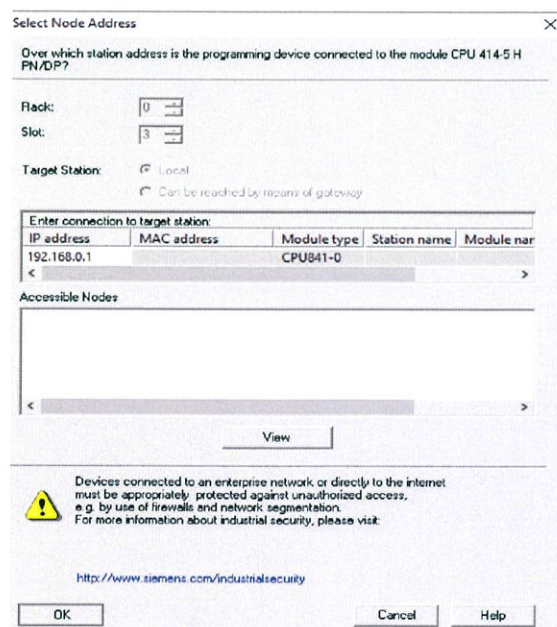 Select Node Address
Over which station address is the programming device connected to the module CPU 414-5 H
PN/DP?
Rack: 0
Slot: 3
Target Station: Local
Can be reached by means of gateway
Enter connection to target station:
IP address MAC address Module type Station name Module nar
192.168.0.1 CPU841-0
Accessible Nodes
View
Devices connected to an enterprise network or directly to the internet
must be appropriately protected against unauthorized access,
e.g. by use of firewalls and network segmentation.
For more information about industrial security, please visit:
http://www.siemens.com/industrialsecurity
OK Cancel Help